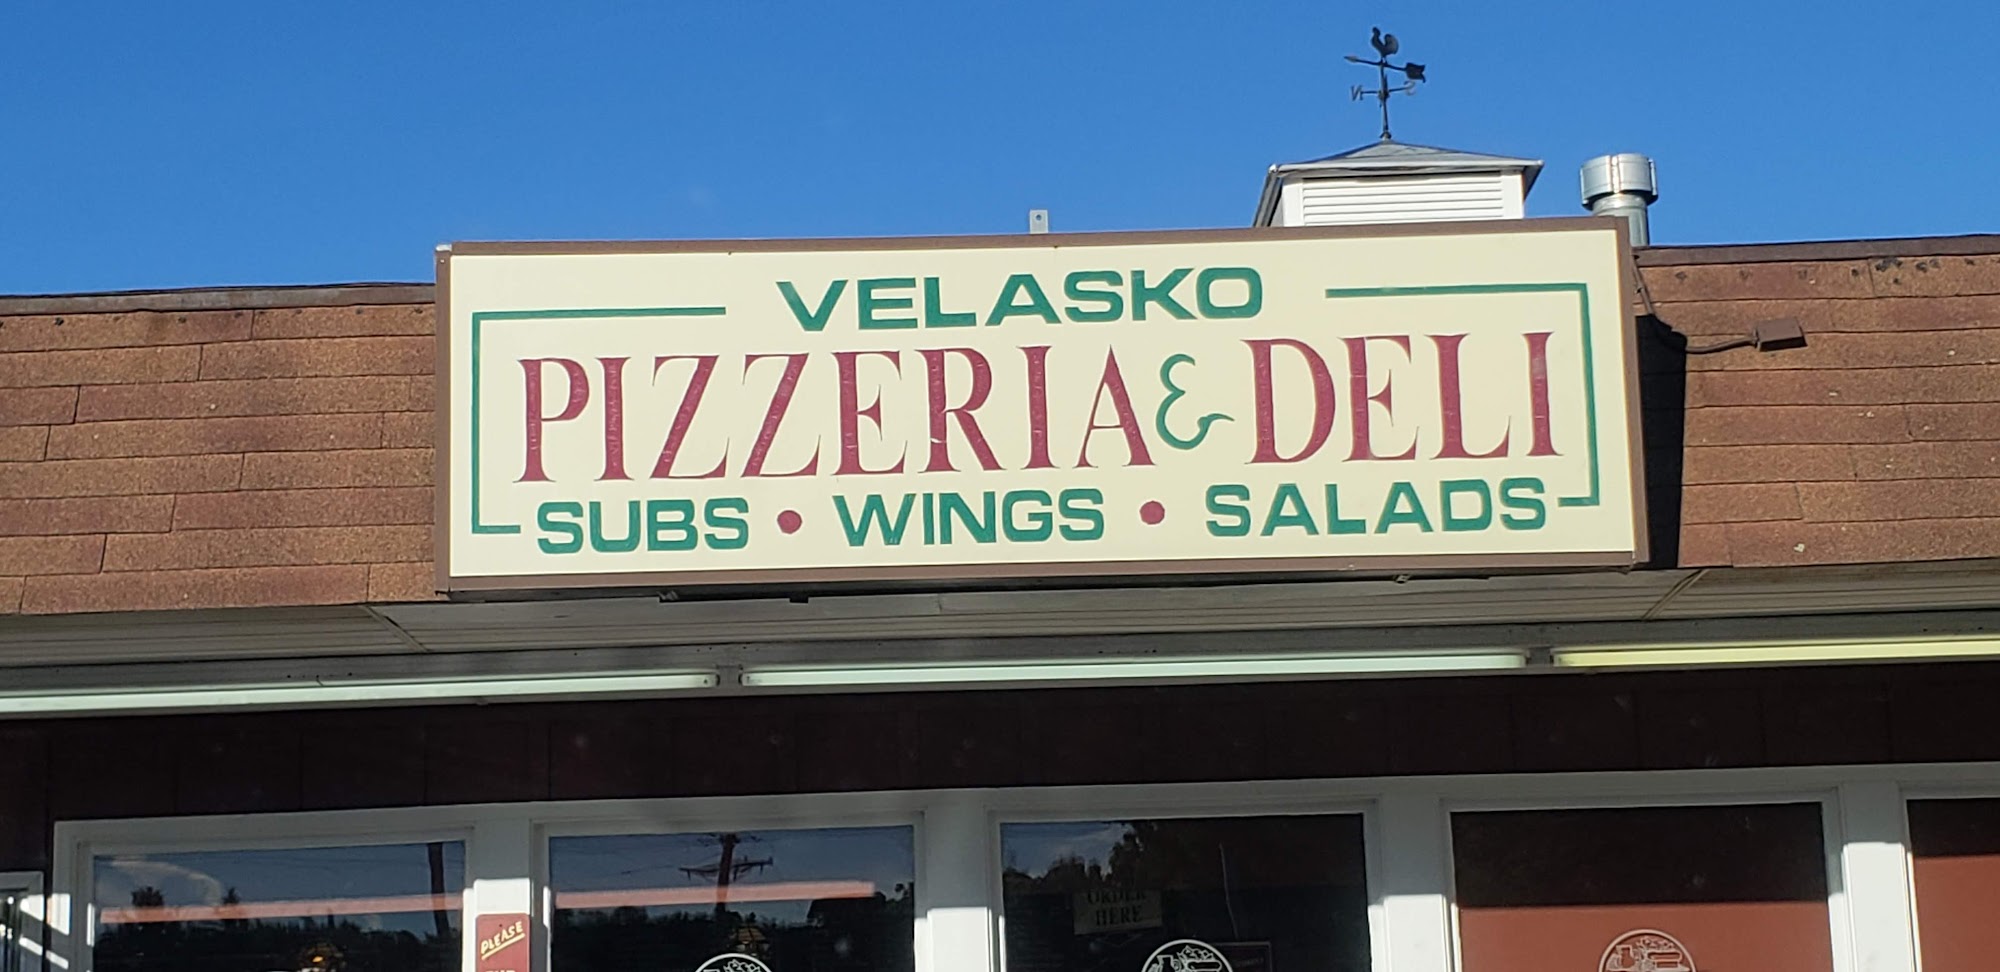 N S
VELASKO
PIZZERIA & DELI
SUBS • WINGS • SALADS
ORDER
HERE
PLEASE